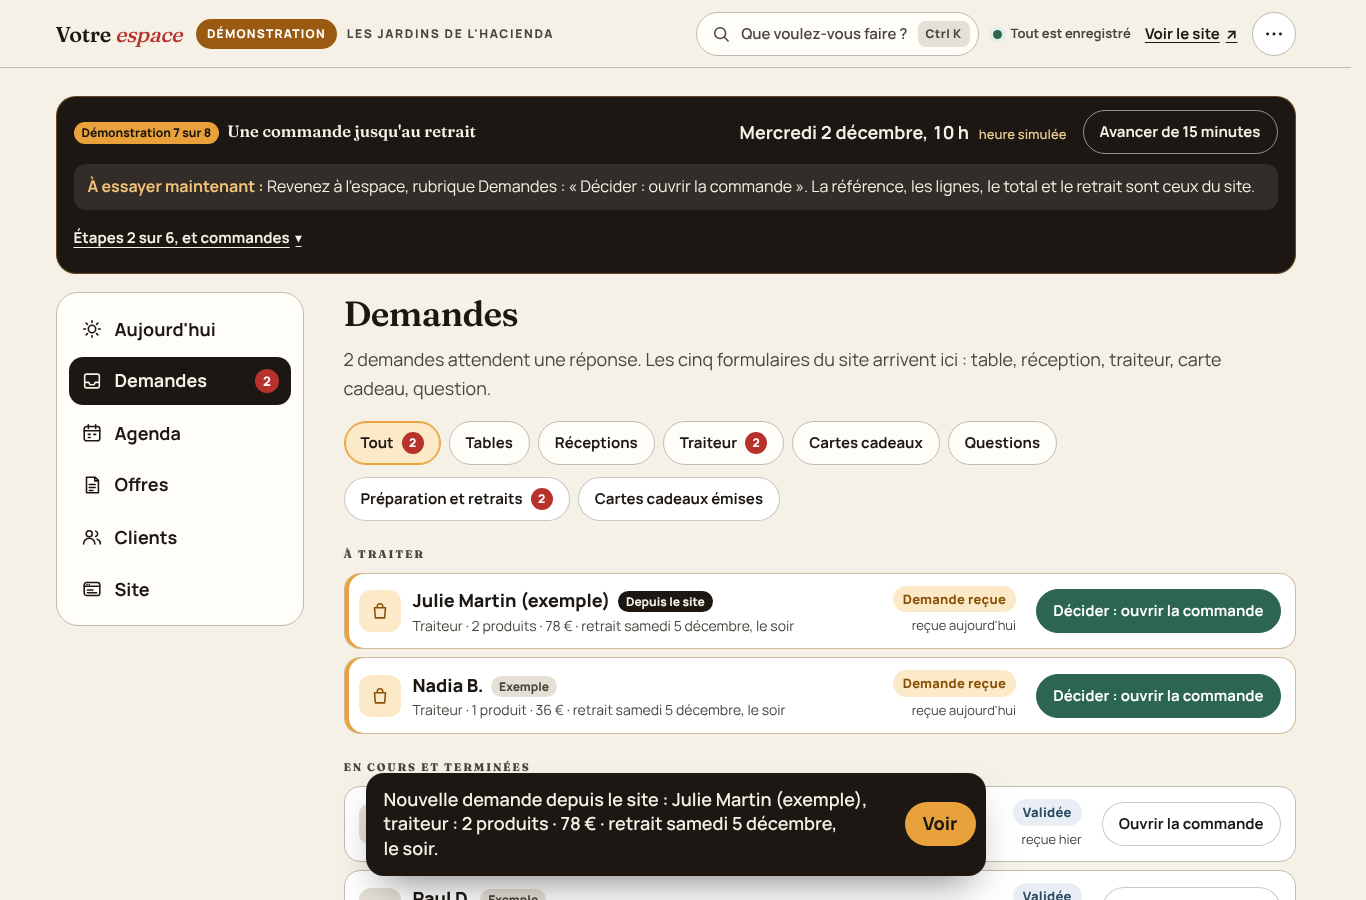 Votre espace DÉMONSTRATION LES JARDINS DE L'HACIENDA Que voulez-vous faire ? Ctrl K Tout est enregistré Voir le site ↗ ···
Démonstration 7 sur 8 Une commande jusqu'au retrait Mercredi 2 décembre, 10 h heure simulée Avancer de 15 minutes
À essayer maintenant : Revenez à l'espace, rubrique Demandes : « Décider : ouvrir la commande ». La référence, les lignes, le total et le retrait sont ceux du site.
Étapes 2 sur 6, et commandes ▾
Aujourd'hui
Demandes 2
Agenda
Offres
Clients
Site
Demandes
2 demandes attendent une réponse. Les cinq formulaires du site arrivent ici : table, réception, traiteur, carte
cadeau, question.
Tout 2 Tables Réceptions Traiteur 2 Cartes cadeaux Questions
Préparation et retraits 2 Cartes cadeaux émises
À TRAITER
Julie Martin (exemple) Depuis le site
Traiteur · 2 produits · 78 € · retrait samedi 5 décembre, le soir
Demande reçue
reçue aujourd'hui
Décider : ouvrir la commande
Nadia B. Exemple
Traiteur · 1 produit · 36 € · retrait samedi 5 décembre, le soir
Demande reçue
reçue aujourd'hui
Décider : ouvrir la commande
EN COURS ET TERMINÉES
Nouvelle demande depuis le site : Julie Martin (exemple),
traiteur : 2 produits · 78 € · retrait samedi 5 décembre,
le soir.
Voir
Validée
reçue hier
Ouvrir la commande
Paul D. Exemple
Validée